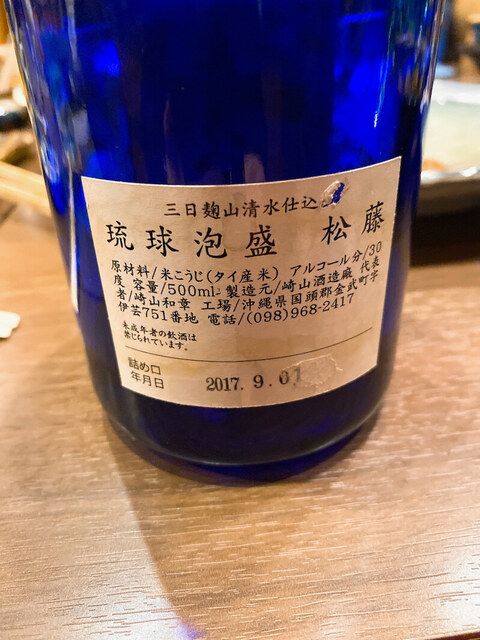 三日麹山清水仕込
琉球泡盛 松藤
原材料/米こうじ(タイ産米) アルコール分/30
度 容量/500ml 製造元/崎山酒造廠 代表
者/崎山和章 工場/沖縄県国頭郡金武町字
伊芸751番地 電話/(098)968-2417
未成年者の飲酒は
禁じられています。
詰め口
年月日 2017.9.01